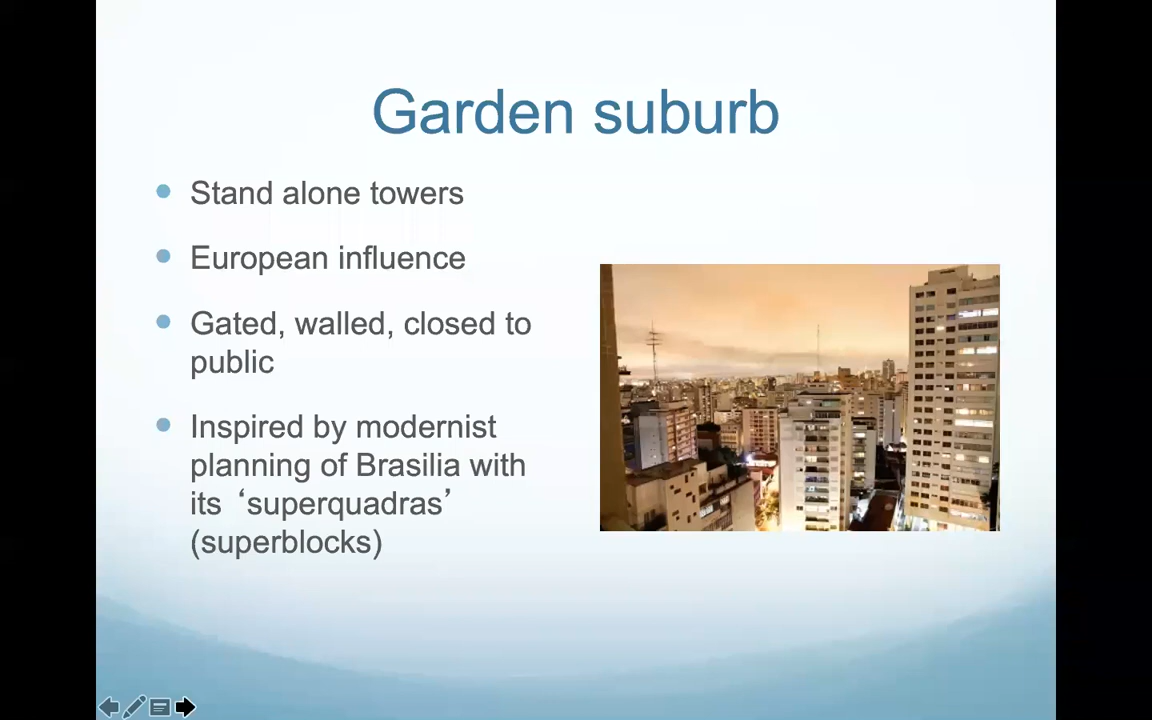 Garden suburb
Stand alone towers
European influence
Gated, walled, closed to
public
Inspired by modernist
planning of Brasilia with
its ‘superquadras’
(superblocks)